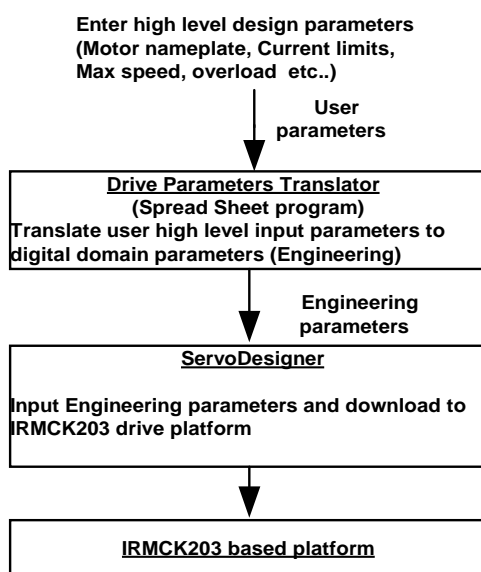 Enter high level design parameters
(Motor nameplate, Current limits,
Max speed, overload etc..)
User
parameters
Drive Parameters Translator
(Spread Sheet program)
Translate user high level input parameters to
digital domain parameters (Engineering)
Engineering
parameters
ServoDesigner
Input Engineering parameters and download to
IRMCK203 drive platform
IRMCK203 based platform